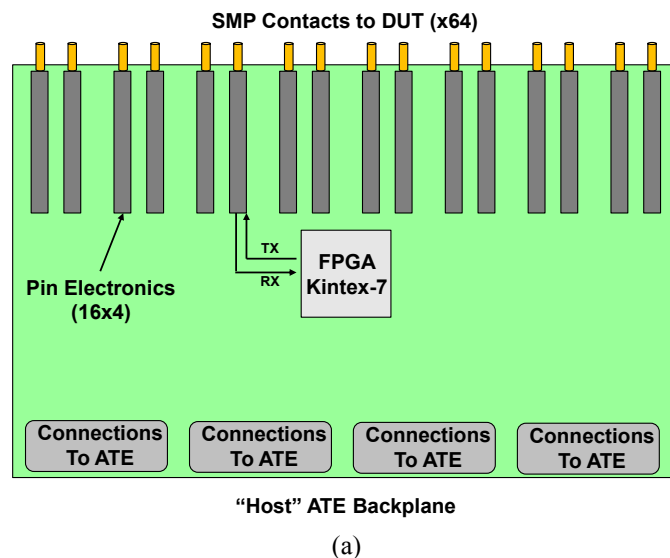 SMP Contacts to DUT (x64)
TX
RX
FPGA
Kintex-7
Pin Electronics
(16x4)
Connections
To ATE
Connections
To ATE
Connections
To ATE
Connections
To ATE
“Host” ATE Backplane
(a)